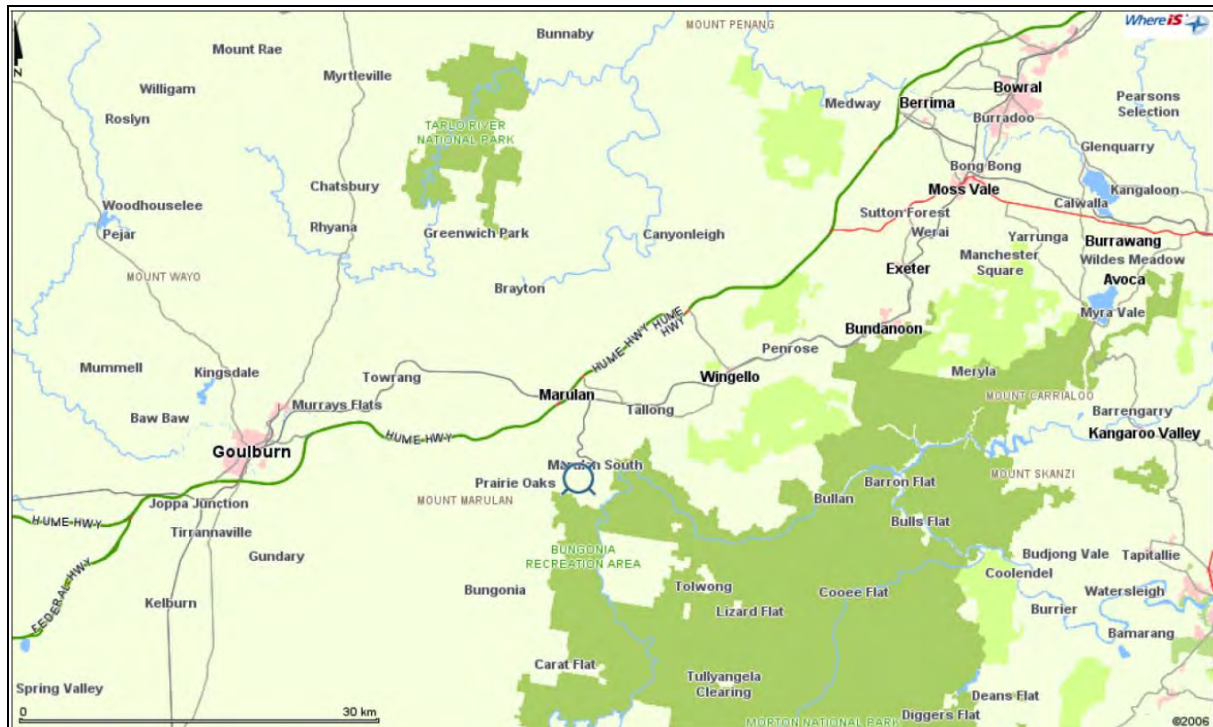 MOUNT PENANG
WhereiS
Bunnaby
Mount Rae
Myrtleville
Willigam
Roslyn
N
Medway
Berrima
Bowral
Pearsons
Selection
Burradoo
TARLO RIVER
NATIONAL PARK
Glenquarry
Bong Bong
Chatsbury
Moss Vale
Kangaloon
Calwalla
Woodhouselee
Pejar
Rhyana
Greenwich Park
Canyonleigh
Sutton Forest
Werai
Yarrunga
Burrawang
Wildes Meadow
Manchester
Square
Exeter
Avoca
MOUNT WAYO
Brayton
Myra Vale
HUME HWY
HUME
HWY
Bundanoon
Penrose
Mummell
Kingsdale
Towrang
Wingello
Meryla
MOUNT CARRIALOO
Marulan
Tallong
Murrays Flats
Baw Baw
Barrengarry
Kangaroo Valley
HUME HWY
Goulburn
Marulan South
Prairie Oaks
MOUNT MARULAN
MOUNT SKANZI
Barron Flat
Bullan
Joppa Junction
HUME HWY
Bulls Flat
Tirrannaville
Gundary
BUNGONIA
RECREATION AREA
Budjong Vale
Tapitallie
Coolendel
FEDERAL HWY
Kelburn
Bungonia
Tolwong
Cooee Flat
Watersleigh
Lizard Flat
Burrier
Bamarang
Carat Flat
Tullyangela
Clearing
Spring Valley
Deans Flat
Diggers Flat
MORTON NATIONAL PARK
0
30 km
©2006